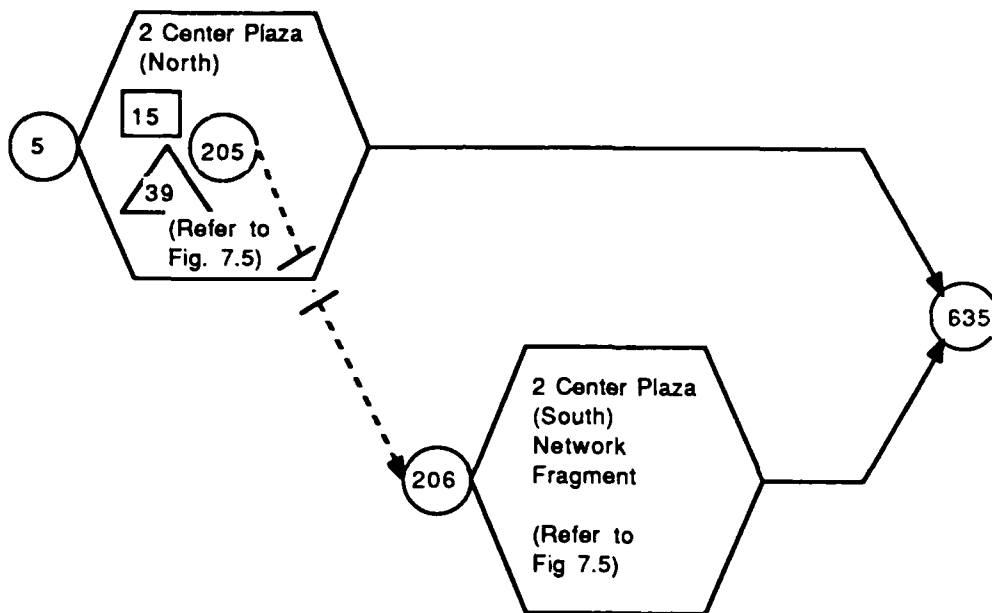 2 Center Plaza
(North)
15
5
205
39
(Refer to
Fig. 7.5)
635
2 Center Plaza
(South)
Network
Fragment
206
(Refer to
Fig 7.5)